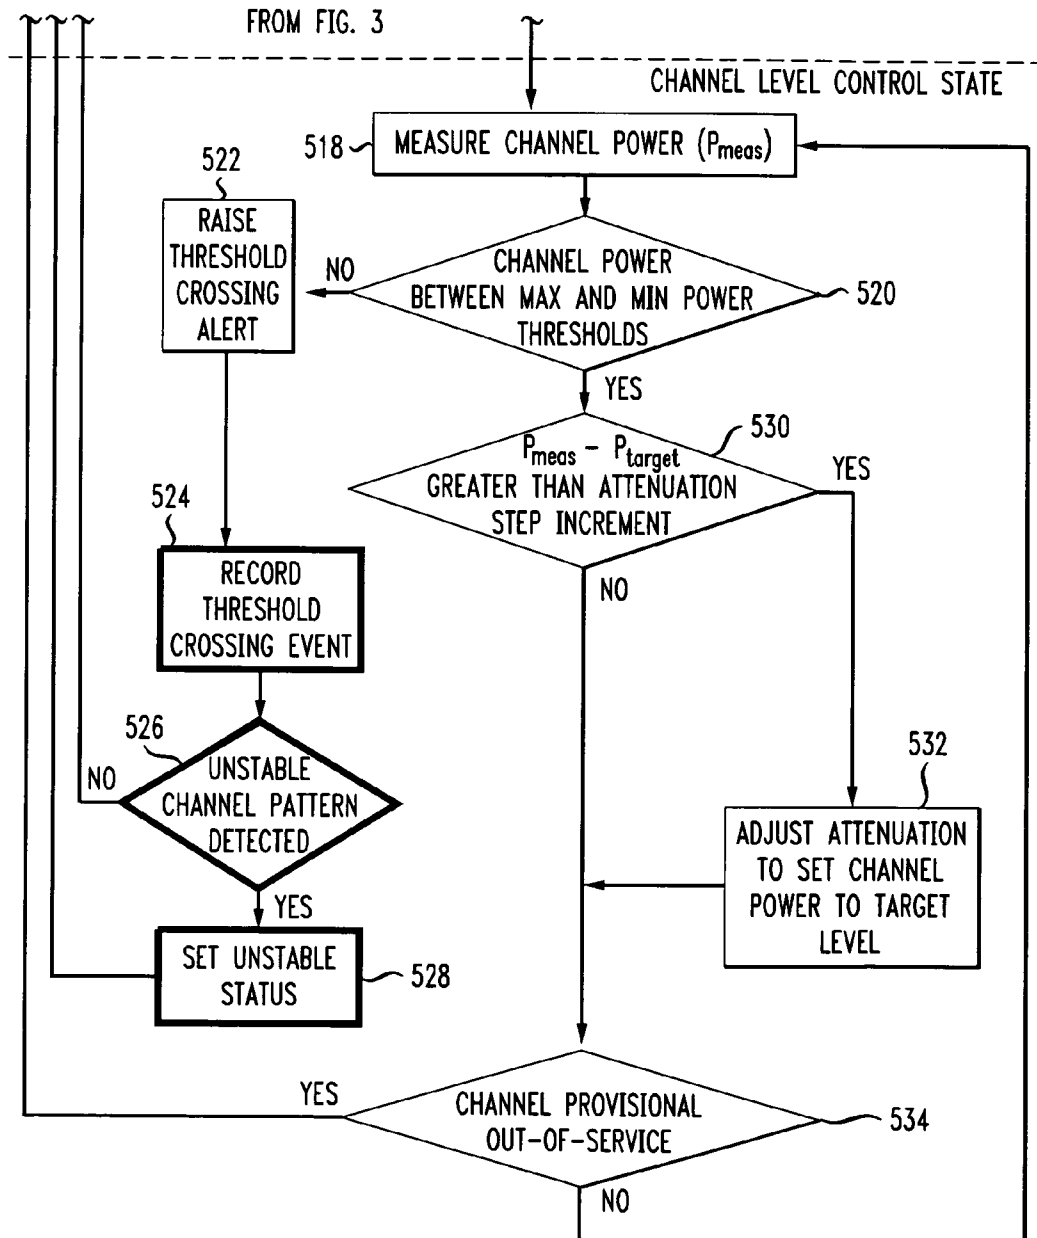 FROM FIG. 3
CHANNEL LEVEL CONTROL STATE
518
MEASURE CHANNEL POWER (Pmeas)
522
RAISE
THRESHOLD
CROSSING
ALERT
NO
CHANNEL POWER
BETWEEN MAX AND MIN POWER
THRESHOLDS
520
YES
530
Pmeas - Ptarget
GREATER THAN ATTENUATION
STEP INCREMENT
YES
NO
524
RECORD
THRESHOLD
CROSSING EVENT
526
NO
UNSTABLE
CHANNEL PATTERN
DETECTED
YES
532
ADJUST ATTENUATION
TO SET CHANNEL
POWER TO TARGET
LEVEL
SET UNSTABLE
STATUS
528
YES
CHANNEL PROVISIONAL
OUT-OF-SERVICE
534
NO